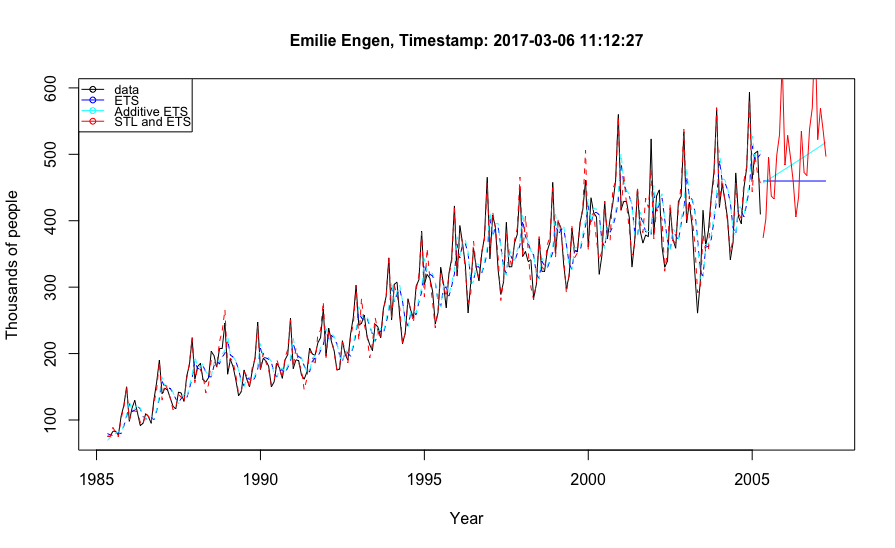 Emilie Engen, Timestamp: 2017-03-06 11:12:27
data
ETS
Additive ETS
STL and ETS
600
500
400
300
200
100
Thousands of people
1985
1990
1995
2000
2005
Year